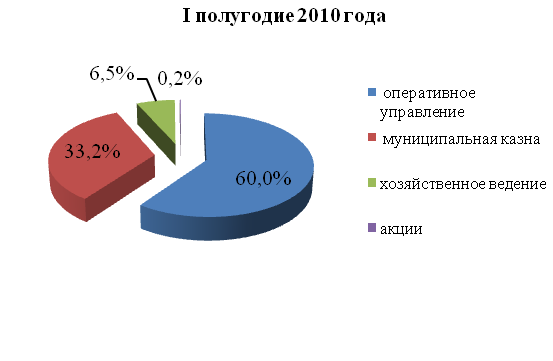 I полугодие 2010 года
6,5%
0,2%
33,2%
60,0%
оперативное
управление
муниципальная казна
хозяйственное ведение
акции